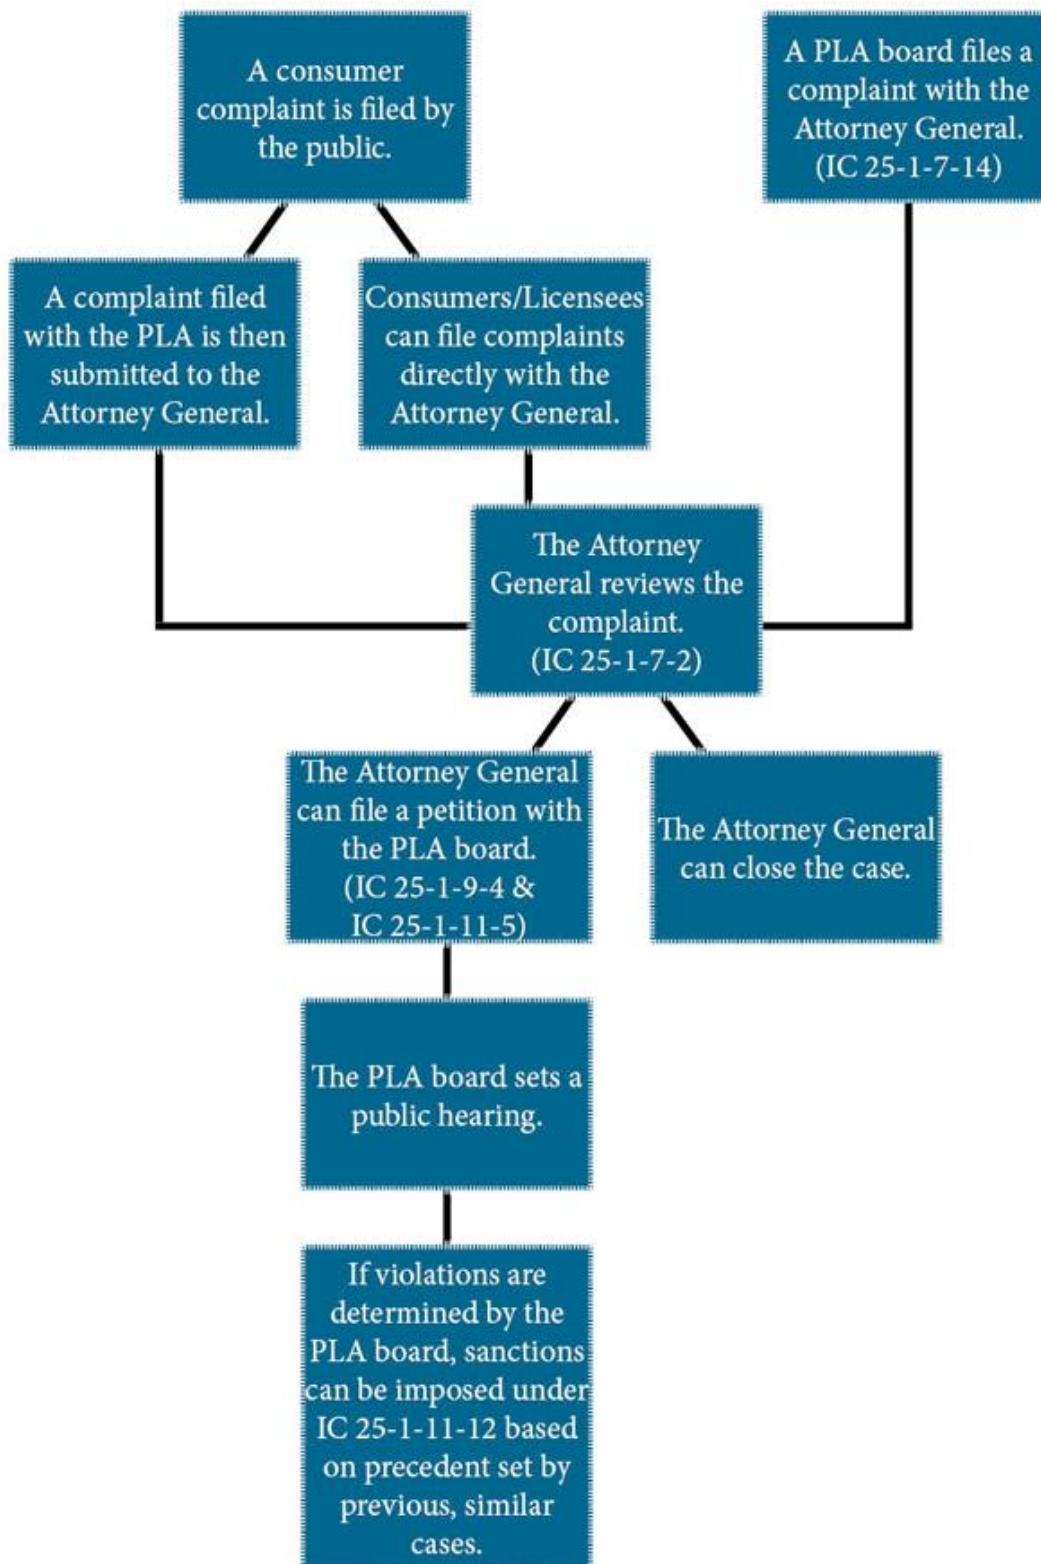 A consumer
complaint is filed by
the public.
A PLA board files a
complaint with the
Attorney General.
(IC 25-1-7-14)
A complaint filed
with the PLA is then
submitted to the
Attorney General.
Consumers/Licensees
can file complaints
directly with the
Attorney General.
The Attorney
General reviews the
complaint.
(IC 25-1-7-2)
The Attorney General
can file a petition with
the PLA board.
(IC 25-1-9-4 &
IC 25-1-11-5)
The Attorney General
can close the case.
The PLA board sets a
public hearing.
If violations are
determined by the
PLA board, sanctions
can be imposed under
IC 25-1-11-12 based
on precedent set by
previous, similar
cases.